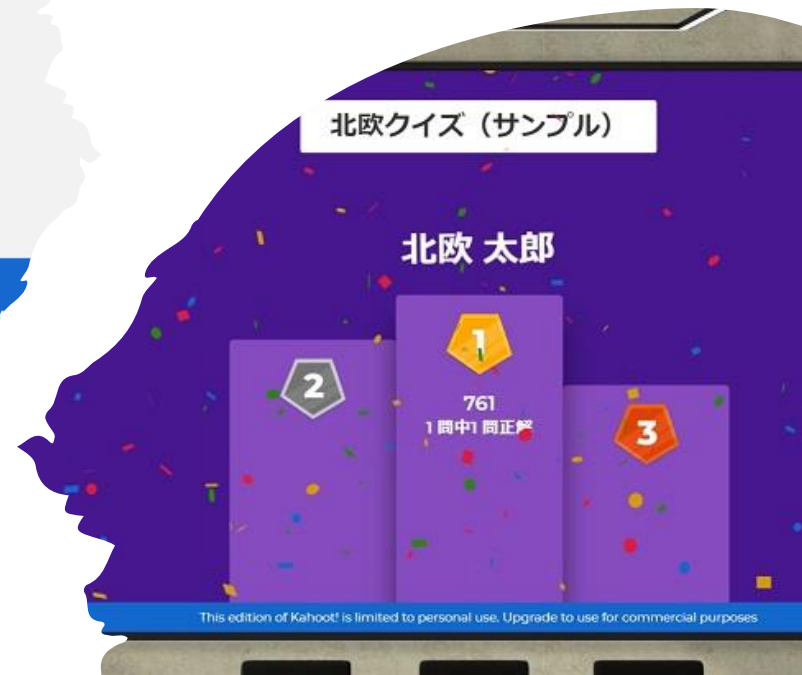 北欧クイズ（サンプル）
北欧 太郎
1
2
761
1 問中1 問正解
3
This edition of Kahoot! is limited to personal use. Upgrade to use for commercial purposes